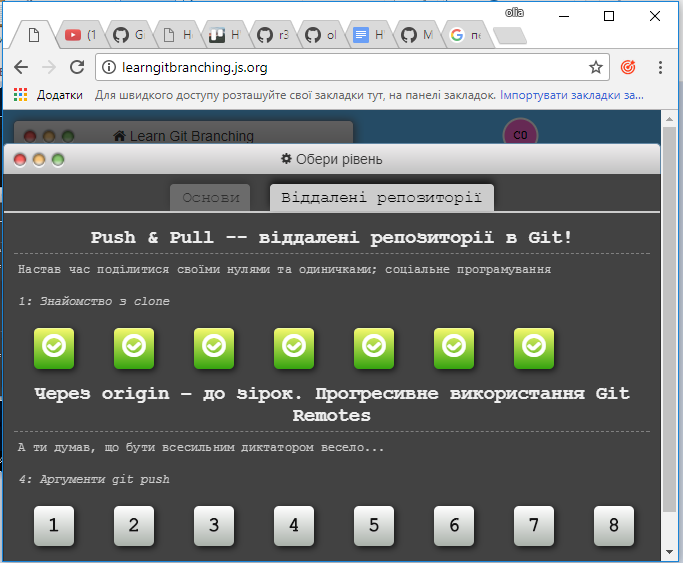 olia
(1
G
H
r3
ol
H
M
learngitbranching.js.org
Додатки Для швидкого доступу розташуйте свої закладки тут, на панелі закладок. Імпортувати закладки за...
Learn Git Branching
Обери рівень
Основи Віддалені репозиторії
Push & Pull -- віддалені репозиторії в Git!
Настав час поділитися своїми нулями та одиничками; соціальне програмування
1: Знайомство з clone
Через origin – до зірок. Прогресивне використання Git
Remotes
А ти думав, що бути всесильним диктатором весело...
4: Аргументи git push
1 2 3 4 5 6 7 8